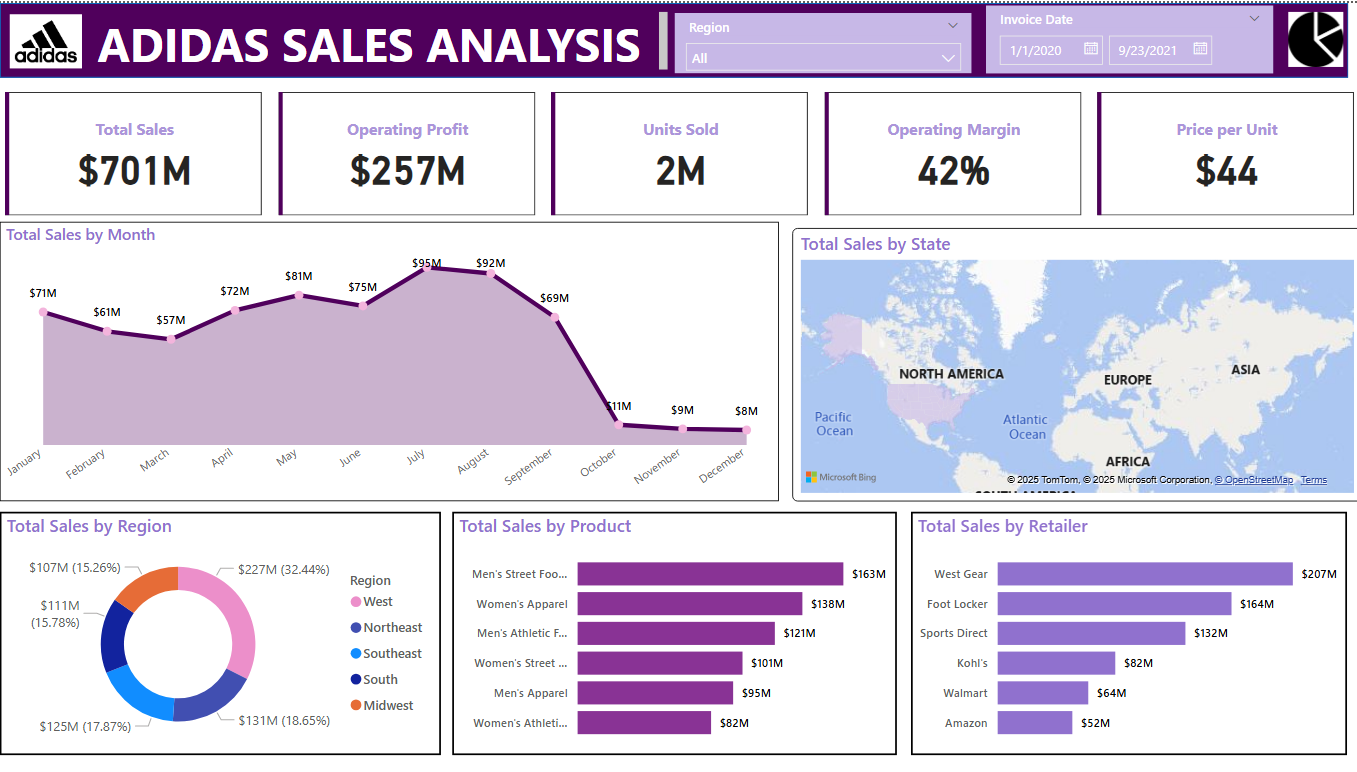 adidas
ADIDAS SALES ANALYSIS
Region
All
Invoice Date
1/1/2020
9/23/2021
Total Sales
$701M
Operating Profit
$257M
Units Sold
2M
Operating Margin
42%
Price per Unit
$44
Total Sales by Month
$71M
$61M
$57M
$72M
$81M
$75M
$95M
$92M
$69M
$11M
$9M
$8M
January
February
March
April
May
June
July
August
September
October
November
December
Total Sales by State
NORTH AMERICA
EUROPE
ASIA
Pacific
Ocean
Atlantic
Ocean
AFRICA
SOUTH AMERICA
Microsoft Bing
© 2025 TomTom, © 2025 Microsoft Corporation, © OpenStreetMap Terms
Total Sales by Region
$107M (15.26%)
$227M (32.44%)
$111M
(15.78%)
$125M (17.87%)
$131M (18.65%)
Region
West
Northeast
Southeast
South
Midwest
Total Sales by Product
Men's Street Foo... $163M
Women's Apparel $138M
Men's Athletic F... $121M
Women's Street ... $101M
Men's Apparel $95M
Women's Athleti... $82M
Total Sales by Retailer
West Gear $207M
Foot Locker $164M
Sports Direct $132M
Kohl's $82M
Walmart $64M
Amazon $52M